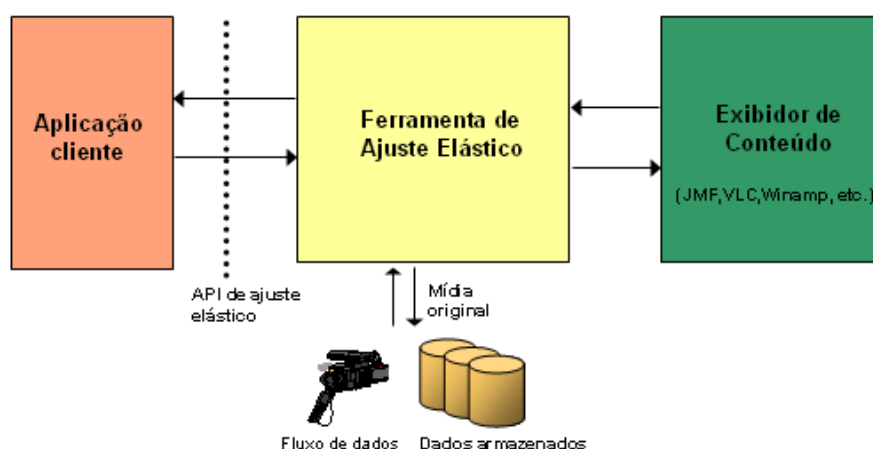 Aplicação
cliente
Ferramenta de
Ajuste Elástico
Exibidor de
Conteúdo
(JMF,VLC,Winamp, etc.)
API de ajuste
elástico
Mídia
original
Fluxo de dados
Dados armazenados